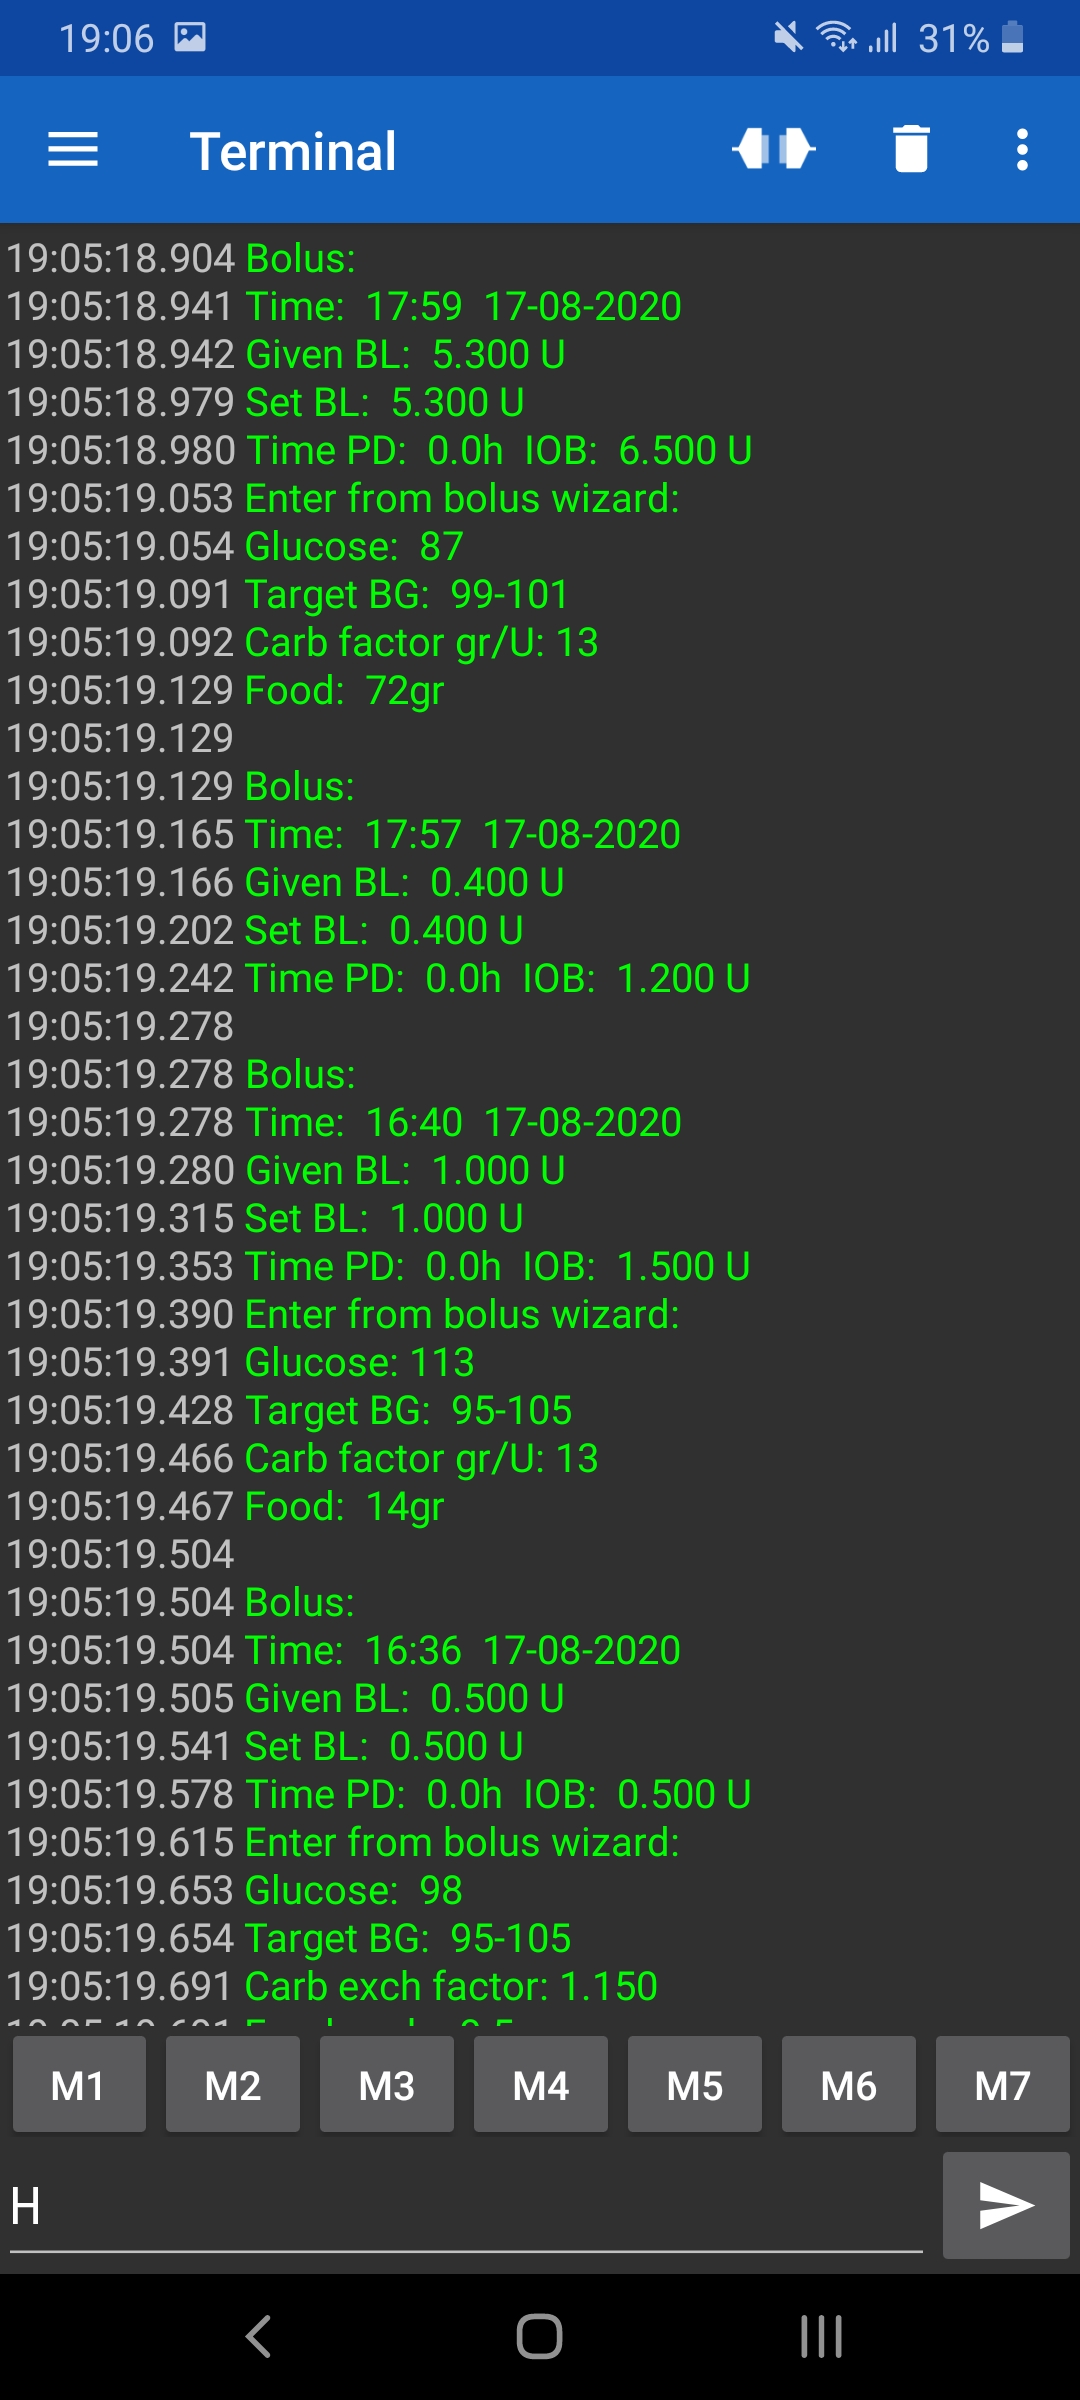 19:06
31%
Terminal
19:05:18.904 Bolus:
19:05:18.941 Time:  17:59  17-08-2020
19:05:18.942 Given BL:  5.300 U
19:05:18.979 Set BL:  5.300 U
19:05:18.980 Time PD:  0.0h  IOB:  6.500 U
19:05:19.053 Enter from bolus wizard:
19:05:19.054 Glucose:  87
19:05:19.091 Target BG:  99-101
19:05:19.092 Carb factor gr/U: 13
19:05:19.129 Food:  72gr
19:05:19.129
19:05:19.129 Bolus:
19:05:19.165 Time:  17:57  17-08-2020
19:05:19.166 Given BL:  0.400 U
19:05:19.202 Set BL:  0.400 U
19:05:19.242 Time PD:  0.0h  IOB:  1.200 U
19:05:19.278
19:05:19.278 Bolus:
19:05:19.278 Time:  16:40  17-08-2020
19:05:19.280 Given BL:  1.000 U
19:05:19.315 Set BL:  1.000 U
19:05:19.353 Time PD:  0.0h  IOB:  1.500 U
19:05:19.390 Enter from bolus wizard:
19:05:19.391 Glucose: 113
19:05:19.428 Target BG:  95-105
19:05:19.466 Carb factor gr/U: 13
19:05:19.467 Food:  14gr
19:05:19.504
19:05:19.504 Bolus:
19:05:19.504 Time:  16:36  17-08-2020
19:05:19.505 Given BL:  0.500 U
19:05:19.541 Set BL:  0.500 U
19:05:19.578 Time PD:  0.0h  IOB:  0.500 U
19:05:19.615 Enter from bolus wizard:
19:05:19.653 Glucose:  98
19:05:19.654 Target BG:  95-105
19:05:19.691 Carb exch factor: 1.150
M1 M2 M3 M4 M5 M6 M7
H